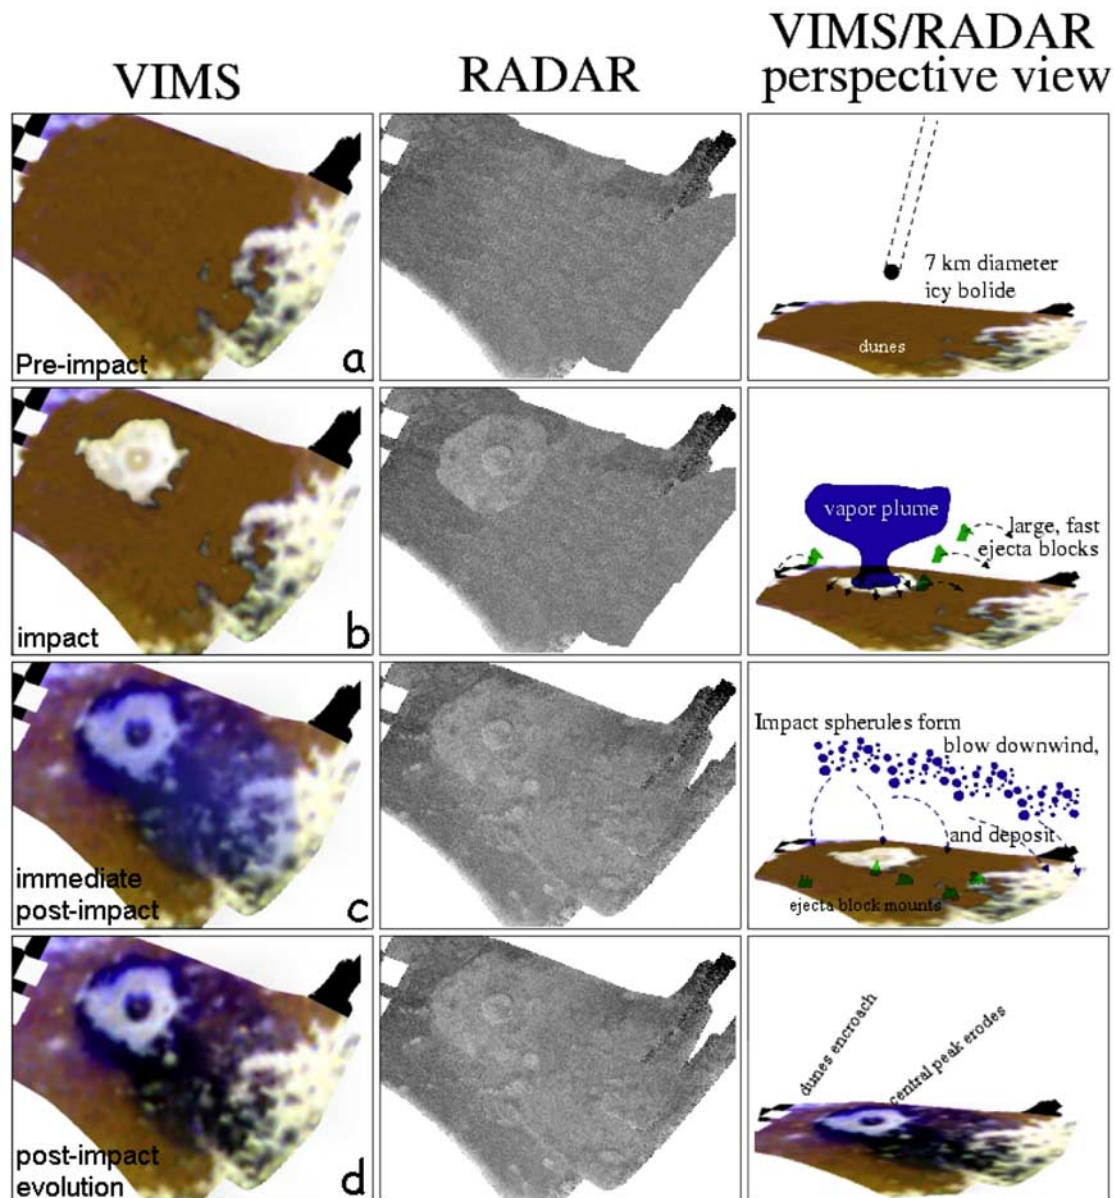 VIMS
RADAR
VIMS/RADAR
perspective view
Pre-impact
a
7 km diameter
icy bolide
dunes
impact
b
vapor plume
large, fast
ejecta blocks
immediate
post-impact
c
Impact spherules form
blow downwind,
and deposit
ejecta block mounts
post-impact
evolution
d
dunes encroach
central peak erodes